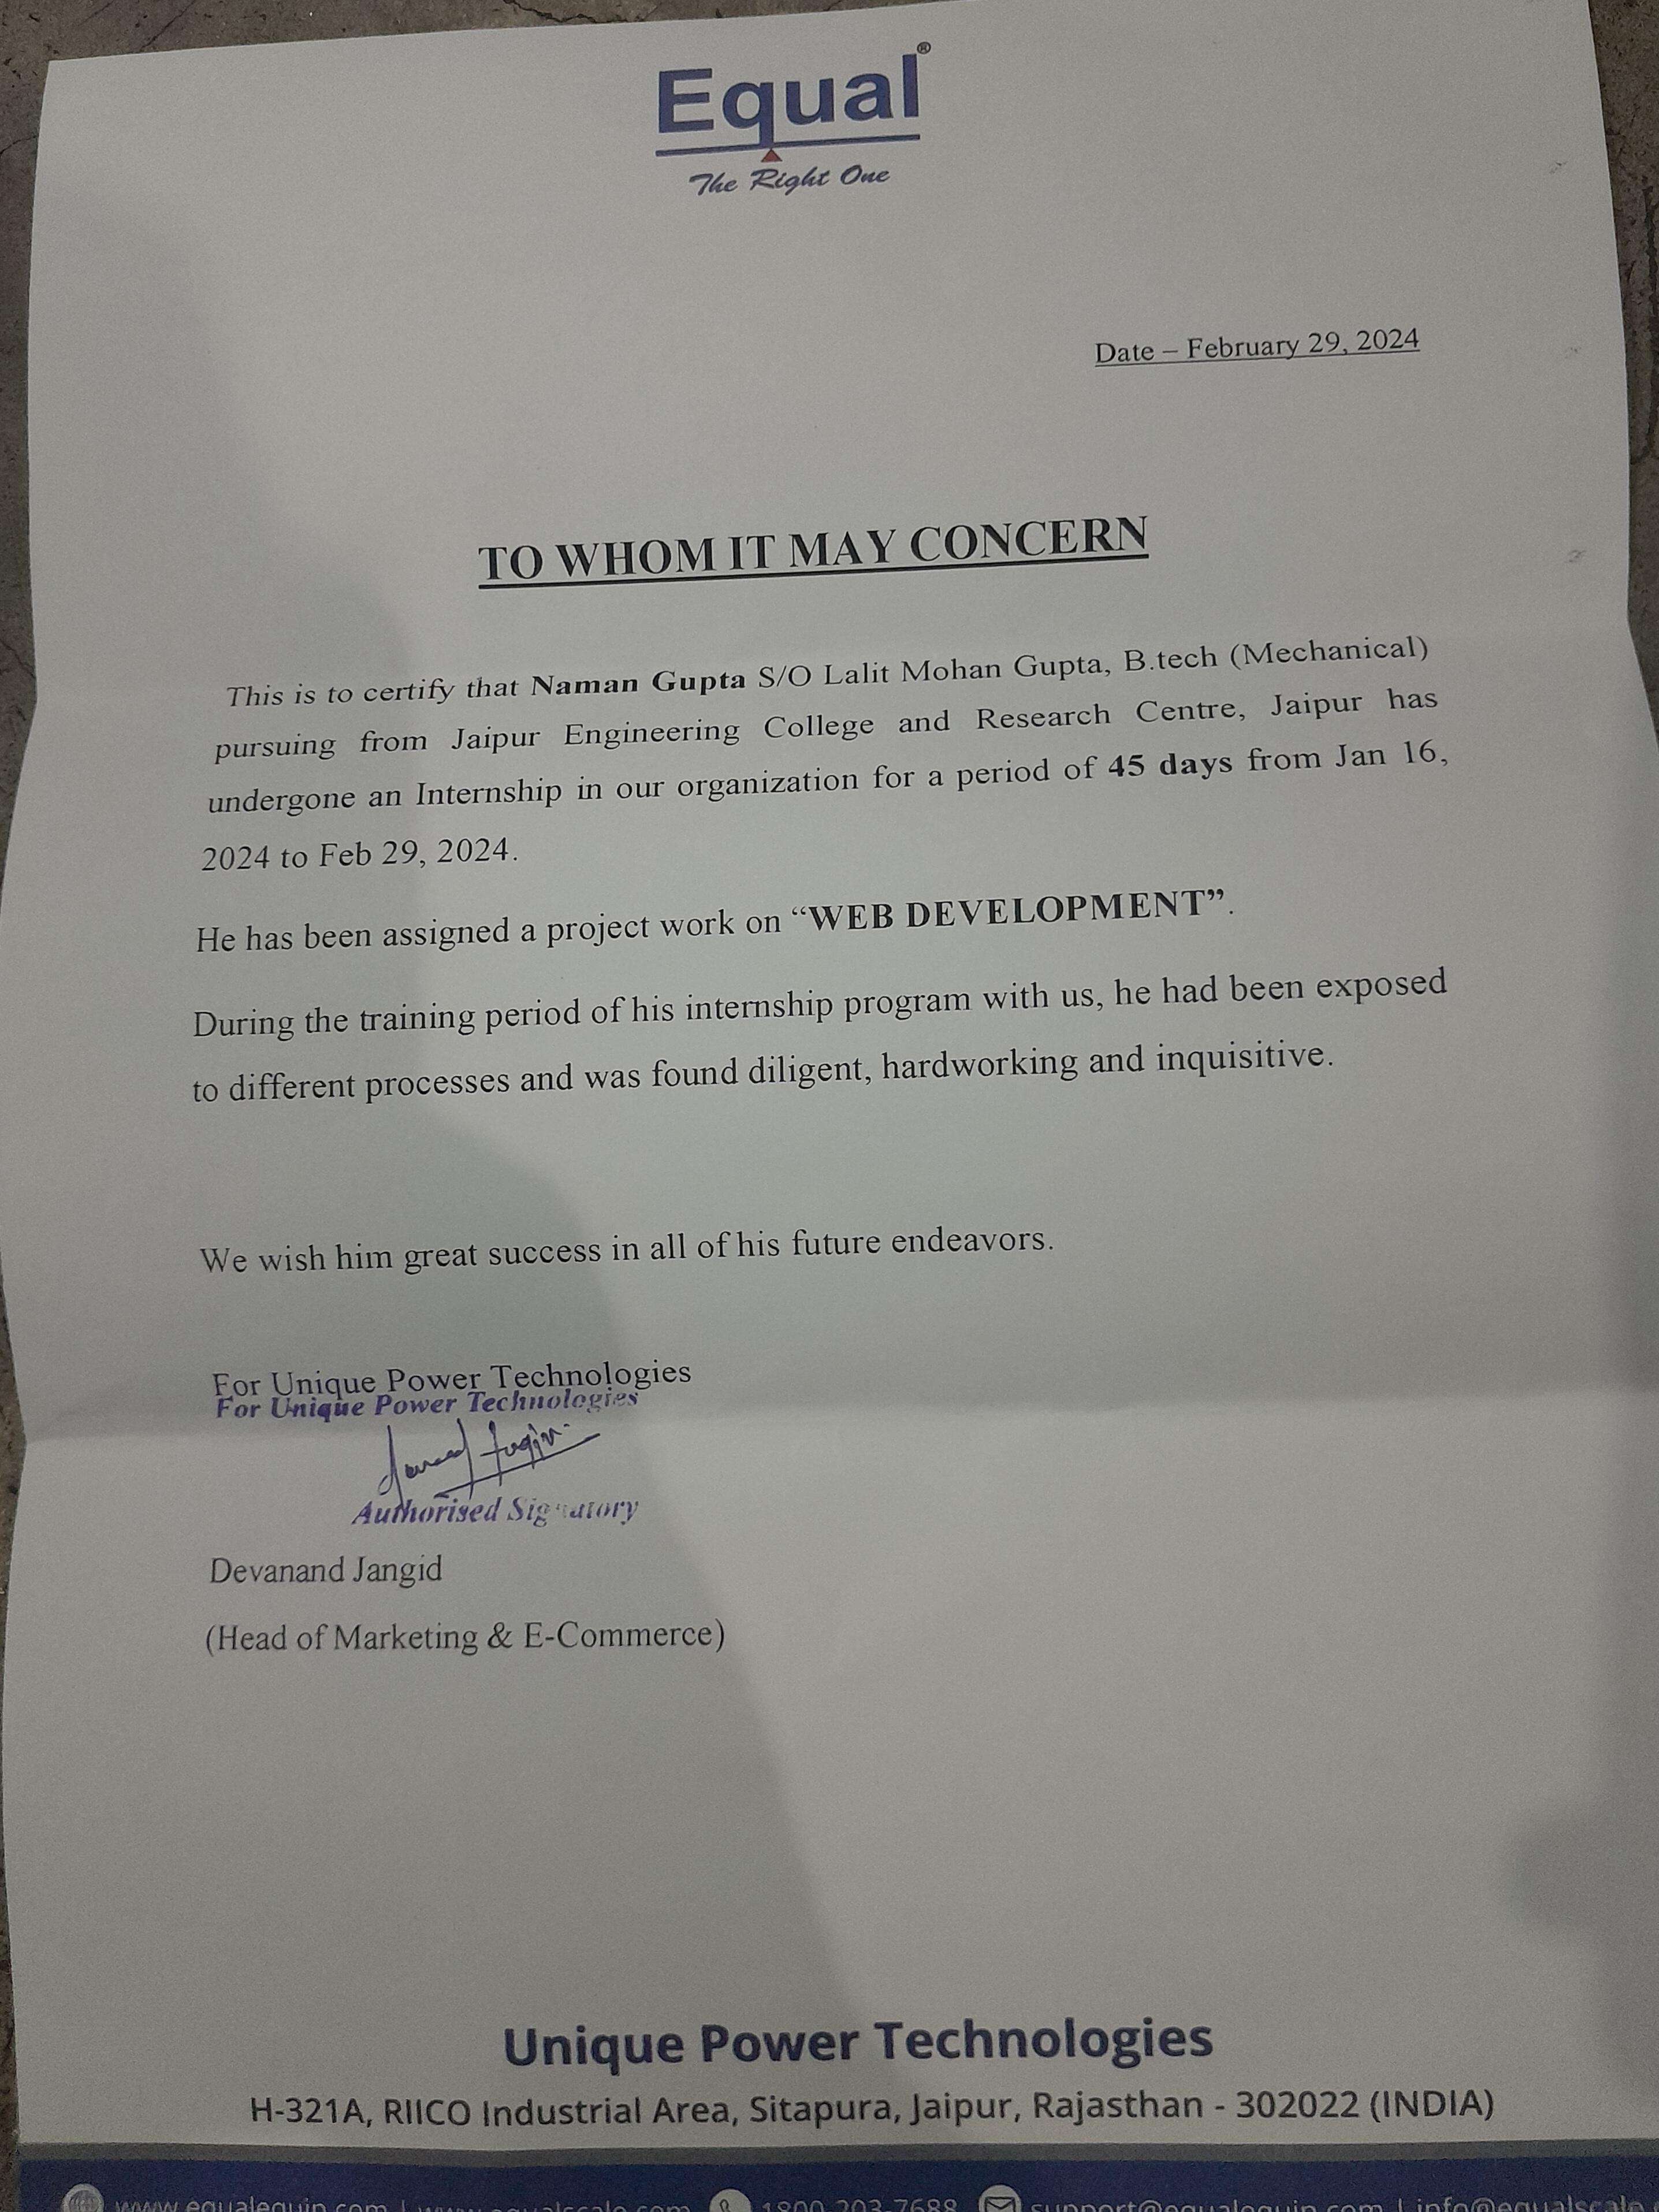 Equal®
The Right One
Date – February 29, 2024
TO WHOM IT MAY CONCERN
This is to certify that Naman Gupta S/O Lalit Mohan Gupta, B.tech (Mechanical)
pursuing from Jaipur Engineering College and Research Centre, Jaipur has
undergone an Internship in our organization for a period of 45 days from Jan 16,
2024 to Feb 29, 2024.
He has been assigned a project work on “WEB DEVELOPMENT”.
During the training period of his internship program with us, he had been exposed
to different processes and was found diligent, hardworking and inquisitive.
We wish him great success in all of his future endeavors.
For Unique Power Technologies
For Unique Power Technologies
Authorised Signatory
Devanand Jangid
(Head of Marketing & E-Commerce)
Unique Power Technologies
H-321A, RIICO Industrial Area, Sitapura, Jaipur, Rajasthan - 302022 (INDIA)
www.equalequip.com | www.equalscale.com 1800 203-7688 support@equalequip.com | info@equalscale.